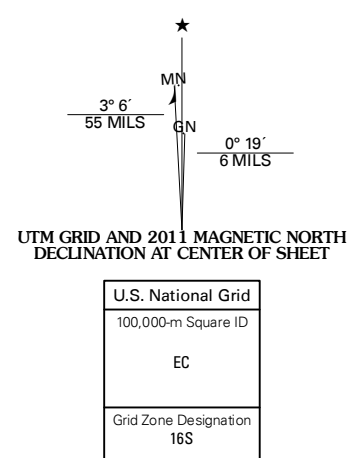 ★
MN
3° 6´
55 MILS
GN
0° 19´
6 MILS
UTM GRID AND 2011 MAGNETIC NORTH
DECLINATION AT CENTER OF SHEET
U.S. National Grid
100,000-m Square ID
EC
Grid Zone Designation
16S